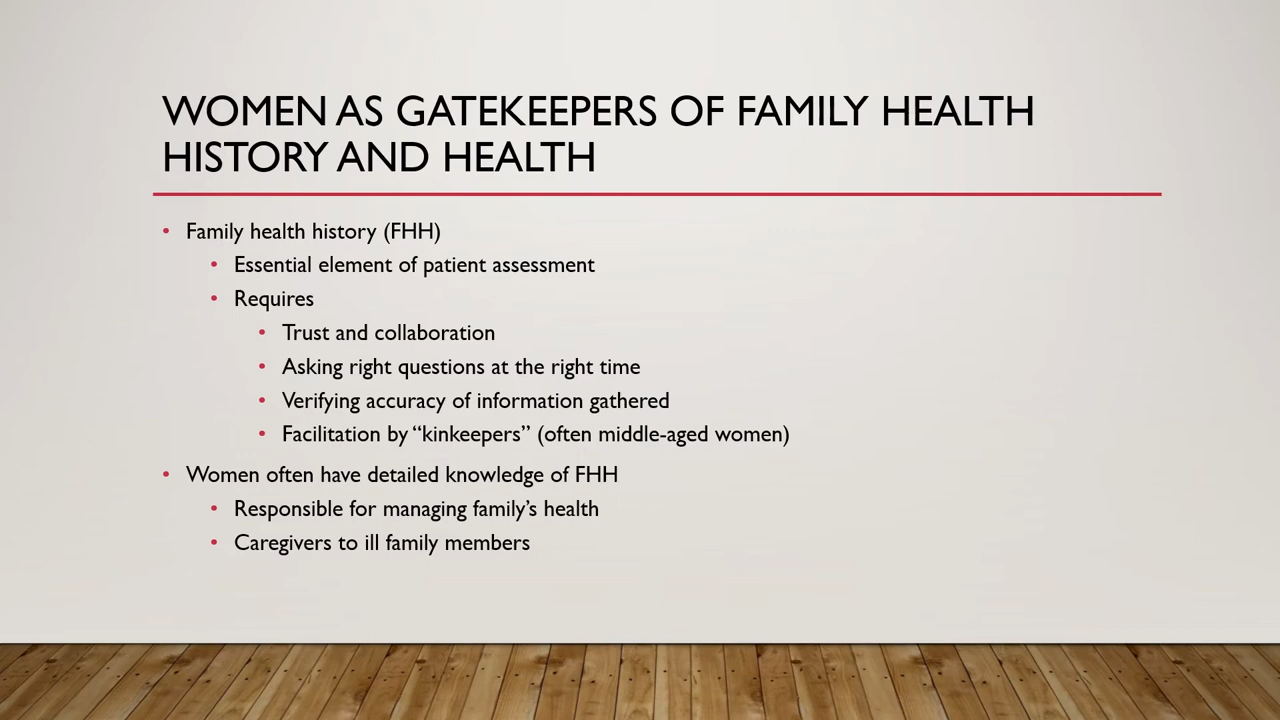 WOMEN AS GATEKEEPERS OF FAMILY HEALTH
HISTORY AND HEALTH
• Family health history (FHH)
• Essential element of patient assessment
• Requires
• Trust and collaboration
• Asking right questions at the right time
• Verifying accuracy of information gathered
• Facilitation by “kinkeepers” (often middle-aged women)
• Women often have detailed knowledge of FHH
• Responsible for managing family’s health
• Caregivers to ill family members